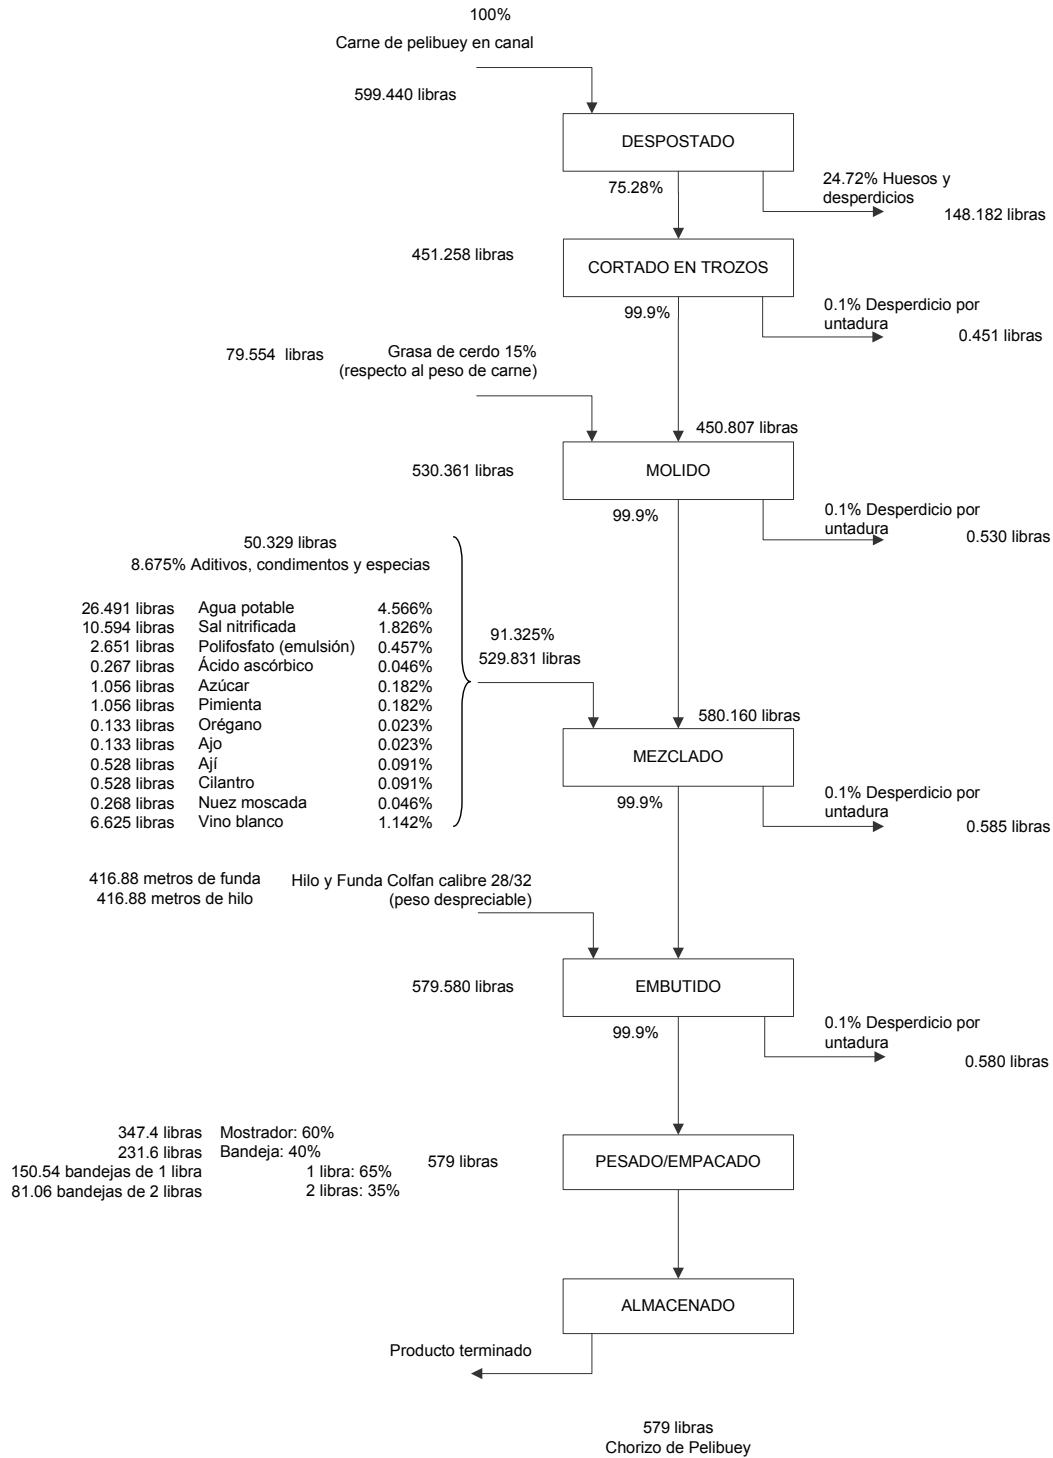 100%
Carne de pelibuey en canal
599.440 libras
DESPOSTADO
75.28%
24.72% Huesos y
desperdicios
148.182 libras
451.258 libras
CORTADO EN TROZOS
99.9%
0.1% Desperdicio por
untadura
0.451 libras
79.554 libras
Grasa de cerdo 15%
(respecto al peso de carne)
450.807 libras
530.361 libras
MOLIDO
99.9%
0.1% Desperdicio por
untadura
0.530 libras
50.329 libras
8.675% Aditivos, condimentos y especias
26.491 libras Agua potable 4.566%
10.594 libras Sal nitrificada 1.826%
2.651 libras Polifosfato (emulsión) 0.457%
0.267 libras Ácido ascórbico 0.046%
1.056 libras Azúcar 0.182%
1.056 libras Pimienta 0.182%
0.133 libras Orégano 0.023%
0.133 libras Ajo 0.023%
0.528 libras Ají 0.091%
0.528 libras Cilantro 0.091%
0.268 libras Nuez moscada 0.046%
6.625 libras Vino blanco 1.142%
91.325%
529.831 libras
580.160 libras
MEZCLADO
99.9%
0.1% Desperdicio por
untadura
0.585 libras
416.88 metros de funda
416.88 metros de hilo
Hilo y Funda Colfan calibre 28/32
(peso despreciable)
579.580 libras
EMBUTIDO
99.9%
0.1% Desperdicio por
untadura
0.580 libras
347.4 libras Mostrador: 60%
231.6 libras Bandeja: 40%
150.54 bandejas de 1 libra 1 libra: 65%
81.06 bandejas de 2 libras 2 libras: 35%
579 libras
PESADO/EMPACADO
ALMACENADO
Producto terminado
579 libras
Chorizo de Pelibuey